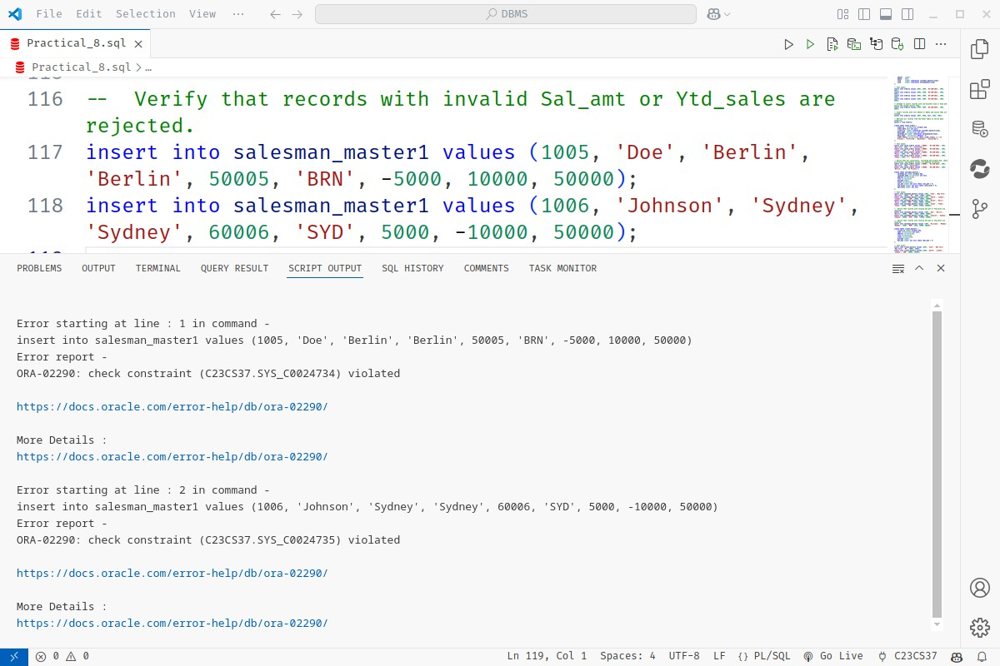 File Edit Selection View ··· DBMS
Practical_8.sql
Practical_8.sql > …
116 -- Verify that records with invalid Sal_amt or Ytd_sales are
rejected.
117 insert into salesman_master1 values (1005, 'Doe', 'Berlin',
'Berlin', 50005, 'BRN', -5000, 10000, 50000);
118 insert into salesman_master1 values (1006, 'Johnson', 'Sydney',
'Sydney', 60006, 'SYD', 5000, -10000, 50000);
PROBLEMS OUTPUT TERMINAL QUERY RESULT SCRIPT OUTPUT SQL HISTORY COMMENTS TASK MONITOR
Error starting at line : 1 in command -
insert into salesman_master1 values (1005, 'Doe', 'Berlin', 'Berlin', 50005, 'BRN', -5000, 10000, 50000)
Error report -
ORA-02290: check constraint (C23CS37.SYS_C0024734) violated
https://docs.oracle.com/error-help/db/ora-02290/
More Details :
https://docs.oracle.com/error-help/db/ora-02290/
Error starting at line : 2 in command -
insert into salesman_master1 values (1006, 'Johnson', 'Sydney', 'Sydney', 60006, 'SYD', 5000, -10000, 50000)
Error report -
ORA-02290: check constraint (C23CS37.SYS_C0024735) violated
https://docs.oracle.com/error-help/db/ora-02290/
More Details :
https://docs.oracle.com/error-help/db/ora-02290/
0 0 Ln 119, Col 1 Spaces: 4 UTF-8 LF {} PL/SQL Go Live C23CS37